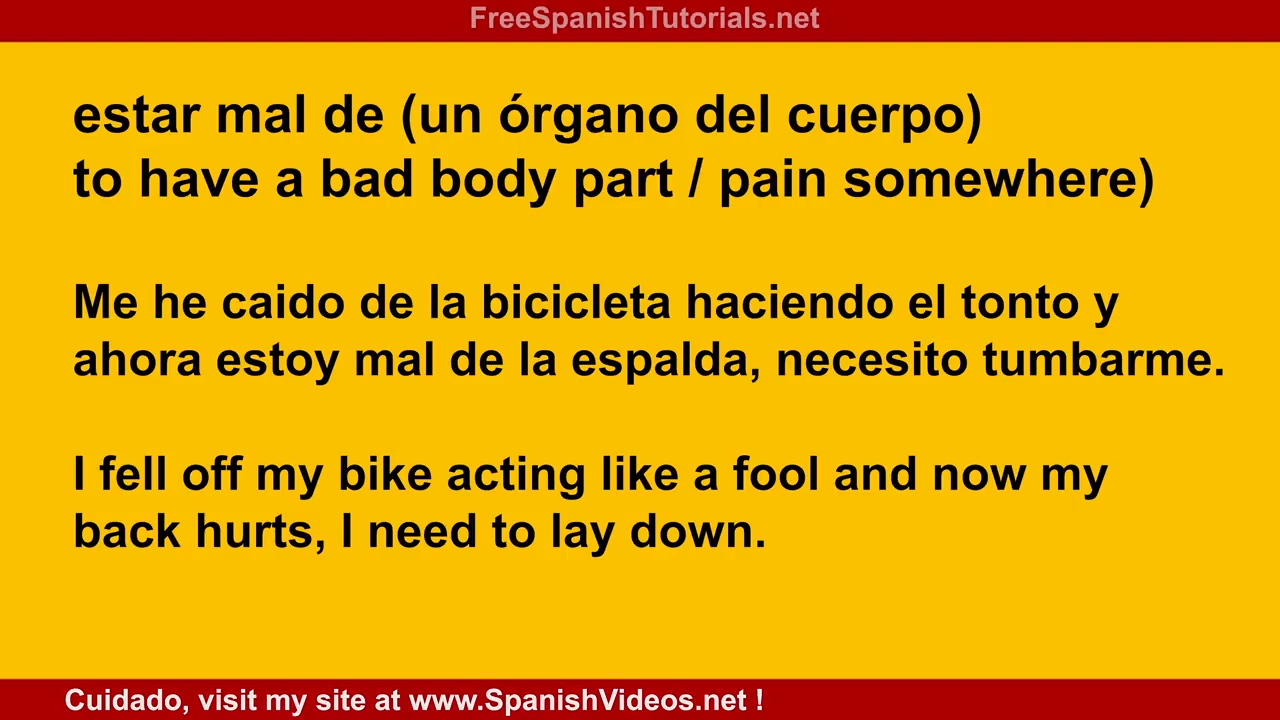 FreeSpanishTutorials.net
estar mal de (un órgano del cuerpo)
to have a bad body part / pain somewhere)
Me he caido de la bicicleta haciendo el tonto y
ahora estoy mal de la espalda, necesito tumbarme.
I fell off my bike acting like a fool and now my
back hurts, I need to lay down.
Cuidado, visit my site at www.SpanishVideos.net !